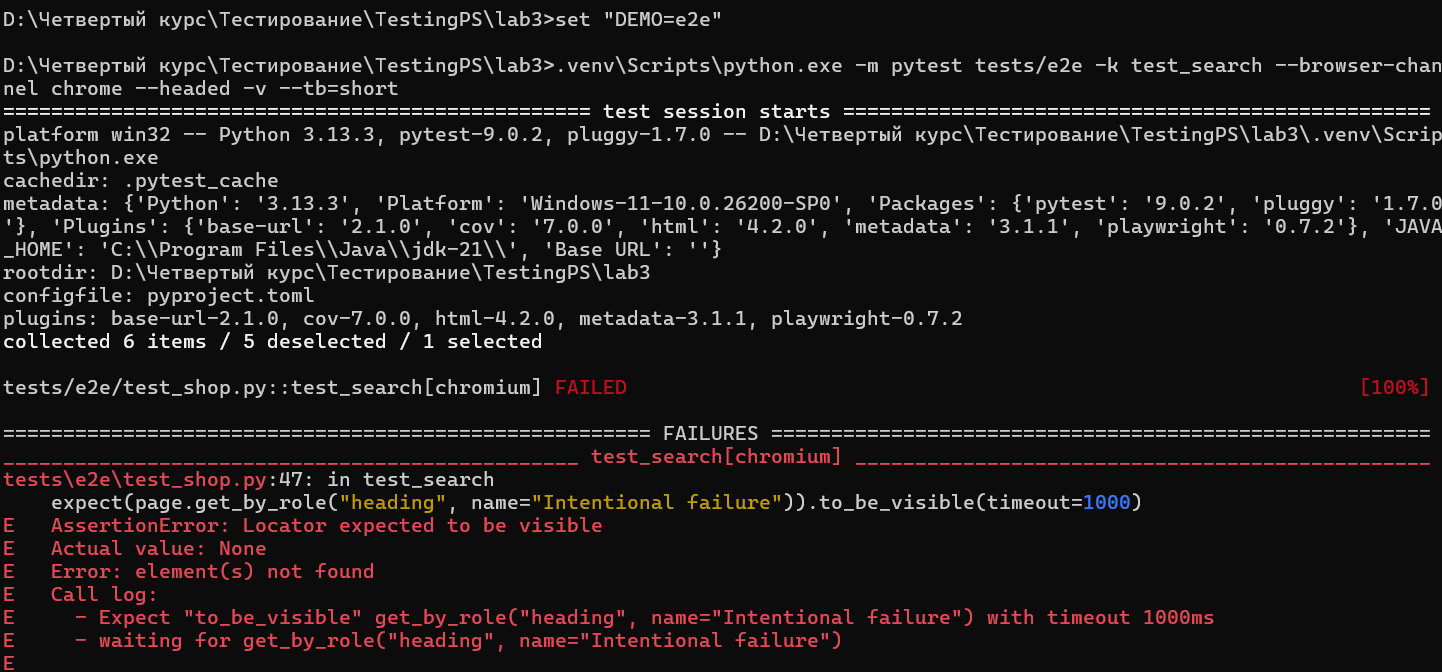 D:\Четвертый курс\Тестирование\TestingPS\lab3>set "DEMO=e2e"
D:\Четвертый курс\Тестирование\TestingPS\lab3>.venv\Scripts\python.exe -m pytest tests/e2e -k test_search --browser-chan
nel chrome --headed -v --tb=short
================================================= test session starts =================================================
platform win32 -- Python 3.13.3, pytest-9.0.2, pluggy-1.7.0 -- D:\Четвертый курс\Тестирование\TestingPS\lab3\.venv\Scrip
ts\python.exe
cachedir: .pytest_cache
metadata: {'Python': '3.13.3', 'Platform': 'Windows-11-10.0.26200-SP0', 'Packages': {'pytest': '9.0.2', 'pluggy': '1.7.0
'}, 'Plugins': {'base-url': '2.1.0', 'cov': '7.0.0', 'html': '4.2.0', 'metadata': '3.1.1', 'playwright': '0.7.2'}, 'JAVA
_HOME': 'C:\\Program Files\\Java\\jdk-21\\', 'Base URL': ''}
rootdir: D:\Четвертый курс\Тестирование\TestingPS\lab3
configfile: pyproject.toml
plugins: base-url-2.1.0, cov-7.0.0, html-4.2.0, metadata-3.1.1, playwright-0.7.2
collected 6 items / 5 deselected / 1 selected
tests/e2e/test_shop.py::test_search[chromium] FAILED [100%]
====================================================== FAILURES =======================================================
________________________________________________ test_search[chromium] ________________________________________________
tests\e2e\test_shop.py:47: in test_search
    expect(page.get_by_role("heading", name="Intentional failure")).to_be_visible(timeout=1000)
E   AssertionError: Locator expected to be visible
E   Actual value: None
E   Error: element(s) not found
E   Call log:
E     - Expect "to_be_visible" get_by_role("heading", name="Intentional failure") with timeout 1000ms
E     - waiting for get_by_role("heading", name="Intentional failure")
E